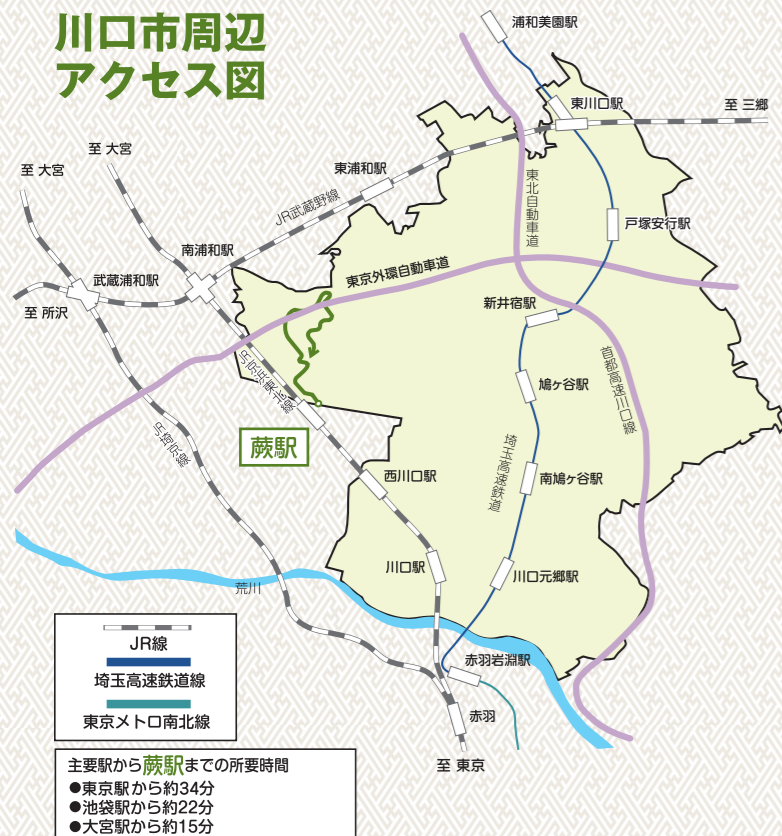 川口市周辺
アクセス図
浦和美園駅
東川口駅
至 三郷
至 大宮
至 大宮
東浦和駅
JR武蔵野線
東北自動車道
戸塚安行駅
南浦和駅
武蔵浦和駅
東京外環自動車道
至 所沢
新井宿駅
JR京浜東北線
首都高速川口線
鳩ヶ谷駅
JR埼京線
蕨駅
埼玉高速鉄道
西川口駅
南鳩ヶ谷駅
川口駅
川口元郷駅
荒川
赤羽岩淵駅
赤羽
至 東京
JR線
埼玉高速鉄道線
東京メトロ南北線
主要駅から蕨駅までの所要時間
●東京駅から約34分
●池袋駅から約22分
●大宮駅から約15分